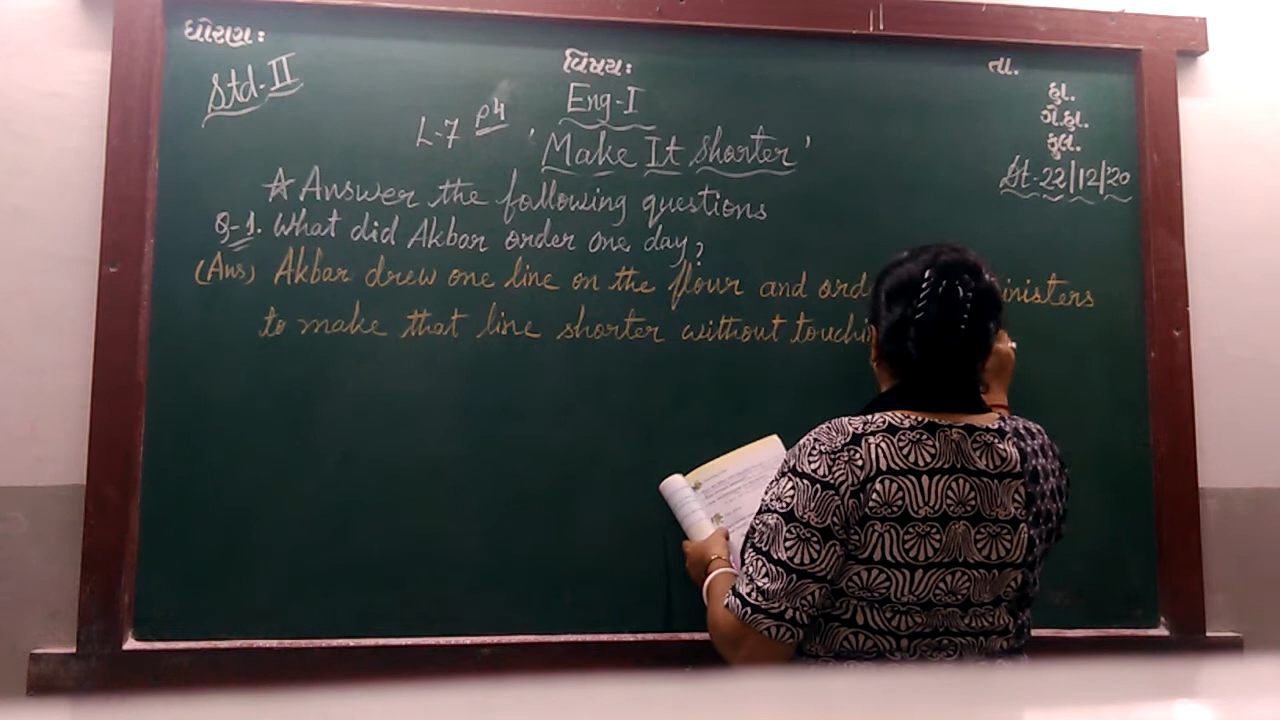 ધોરણ:
Std-II
વિષય:
Eng-I
તા.
હા.
ગે.હા.
કુલ.
Dt-22/12/'20
L-7 P4 'Make It Shorter'
☆ Answer the following questions
Q-1. What did Akbar order one day?
(Ans) Akbar drew one line on the flour and ord inisters
to make that line shorter without touchi